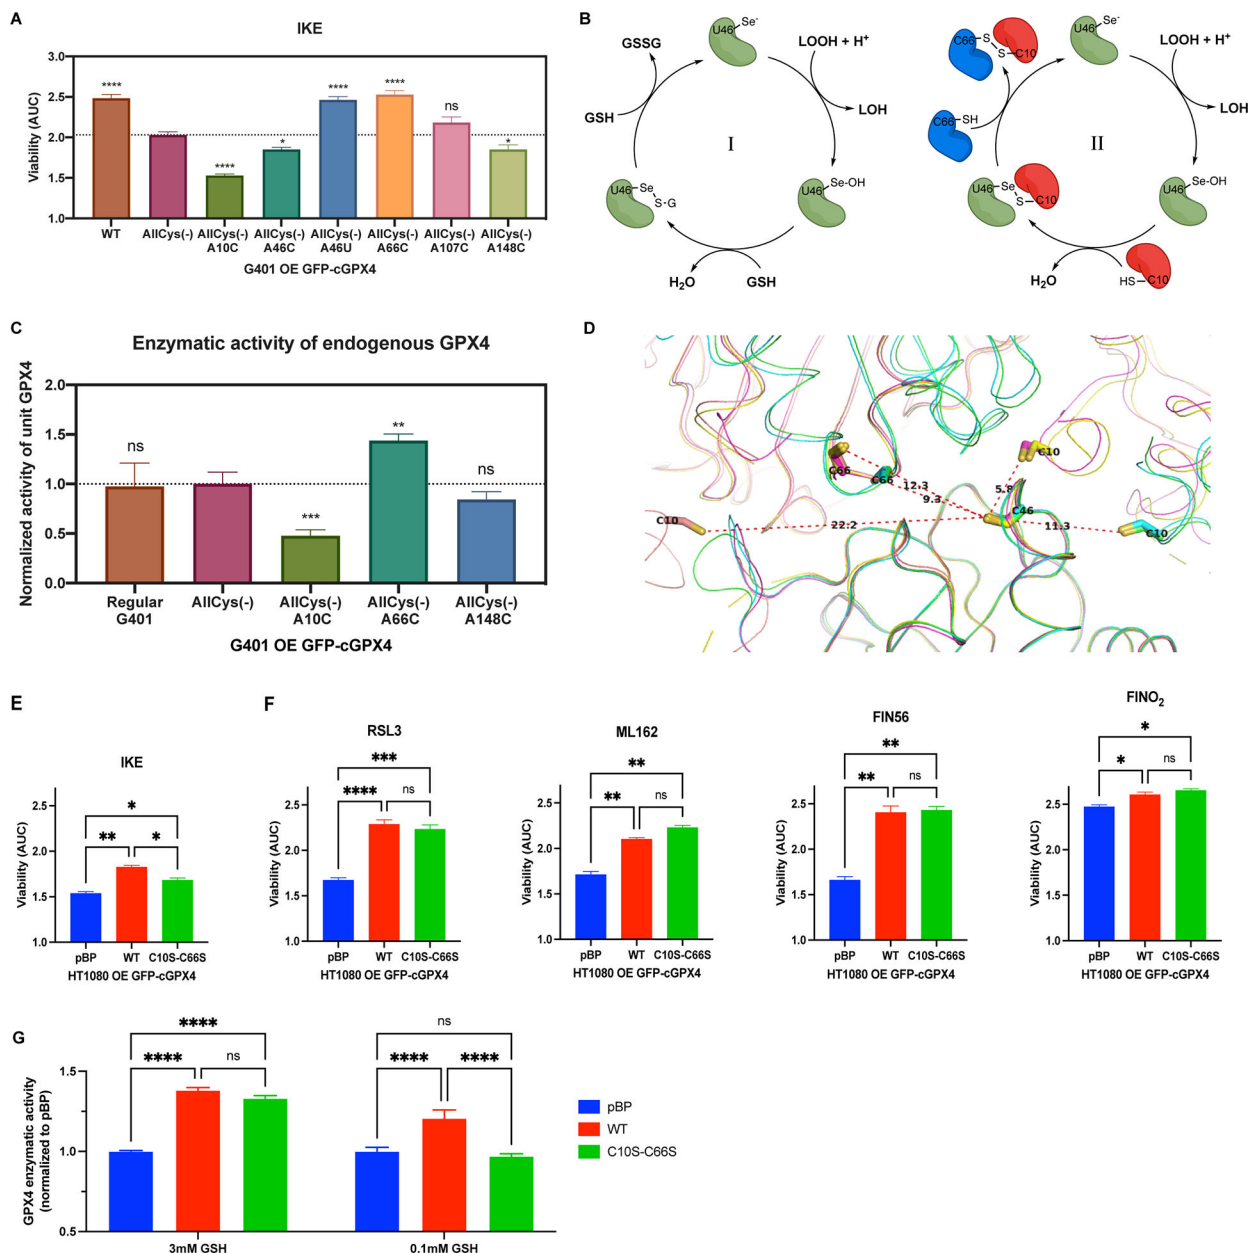 A
IKE
Viability (AUC)
3.0
2.5
2.0
1.5
1.0
****
****
*
****
****
ns
*
WT
AllCys(-)
AllCys(-) A10C
AllCys(-) A46C
AllCys(-) A46U
AllCys(-) A66C
AllCys(-) A107C
AllCys(-) A148C
G401 OE GFP-cGPX4
B
U46 Se-
GSSG
LOOH + H+
GSH
LOH
I
U46 Se S-G
U46 Se-OH
H2O
GSH
C66 S S C10
U46 Se-
LOOH + H+
C66 SH
LOH
II
U46 Se S C10
U46 Se-OH
H2O
HS C10
C
Enzymatic activity of endogenous GPX4
Normalized activity of unit GPX4
2.0
1.5
1.0
0.5
0.0
ns
***
**
ns
Regular G401
AllCys(-)
AllCys(-) A10C
AllCys(-) A66C
AllCys(-) A148C
G401 OE GFP-cGPX4
D
C66
C66
C10
12.3
9.3
5.8
C46
C10
22.2
11.3
C10
E
IKE
Viability (AUC)
2.5
2.0
1.5
1.0
*
**
*
pBP
WT
C10S-C66S
HT1080 OE GFP-cGPX4
F
RSL3
Viability (AUC)
2.5
2.0
1.5
1.0
***
****
ns
pBP
WT
C10S-C66S
HT1080 OE GFP-cGPX4
ML162
Viability (AUC)
2.5
2.0
1.5
1.0
**
**
ns
pBP
WT
C10S-C66S
HT1080 OE GFP-cGPX4
FIN56
Viability (AUC)
2.5
2.0
1.5
1.0
**
**
ns
pBP
WT
C10S-C66S
HT1080 OE GFP-cGPX4
FINO2
Viability (AUC)
2.5
2.0
1.5
1.0
*
*
ns
pBP
WT
C10S-C66S
HT1080 OE GFP-cGPX4
G
GPX4 enzymatic activity
(normalized to pBP)
1.5
1.0
0.5
****
****
ns
ns
****
****
3mM GSH
0.1mM GSH
pBP
WT
C10S-C66S